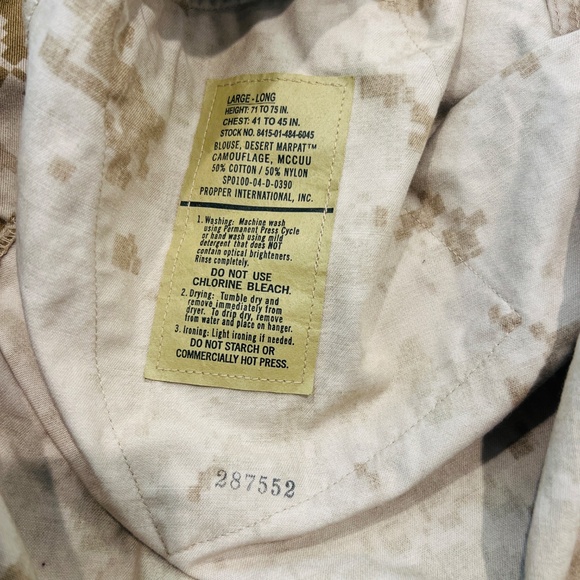 LARGE-LONG
HEIGHT: 71 TO 75 IN.
CHEST: 41 TO 45 IN.
STOCK NO. 8415-01-484-6045
BLOUSE, DESERT MARPAT™
CAMOUFLAGE, MCCUU
50% COTTON / 50% NYLON
SP0100-04-D-0390
PROPPER INTERNATIONAL, INC.
1. Washing: Machine wash
using Permanent Press Cycle
or hand wash using mild
detergent that does NOT
contain optical brighteners.
Rinse completely.
DO NOT USE
CHLORINE BLEACH.
2. Drying: Tumble dry and
remove immediately from
dryer. To drip dry, remove
from water and place on hanger.
3. Ironing: Light ironing if needed.
DO NOT STARCH OR
COMMERCIALLY HOT PRESS.
287552